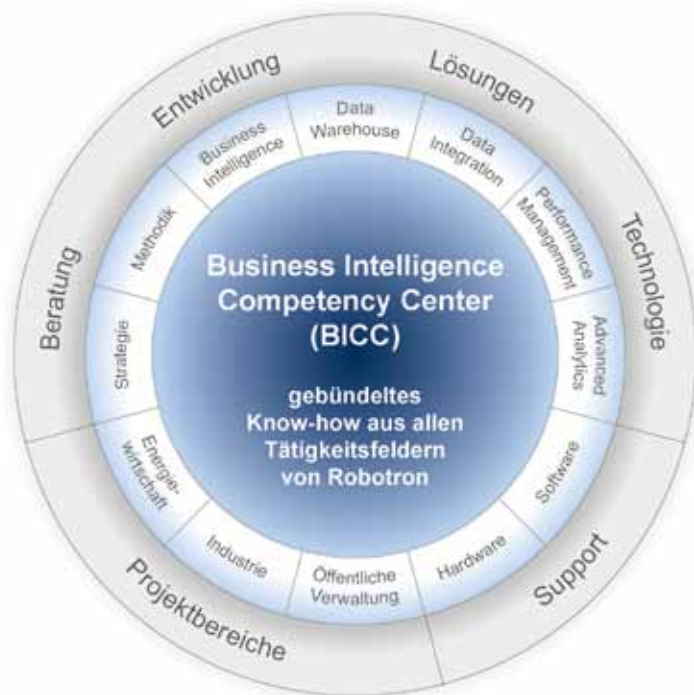 Business Intelligence
Competency Center
(BICC)
gebündeltes
Know-how aus allen
Tätigkeitsfeldern
von Robotron
Beratung
Entwicklung
Lösungen
Technologie
Support
Projektbereiche
Strategie
Methodik
Business
Intelligence
Data
Warehouse
Data
Integration
Performance
Management
Advanced
Analytics
Software
Hardware
Öffentliche
Verwaltung
Industrie
Energie-
wirtschaft